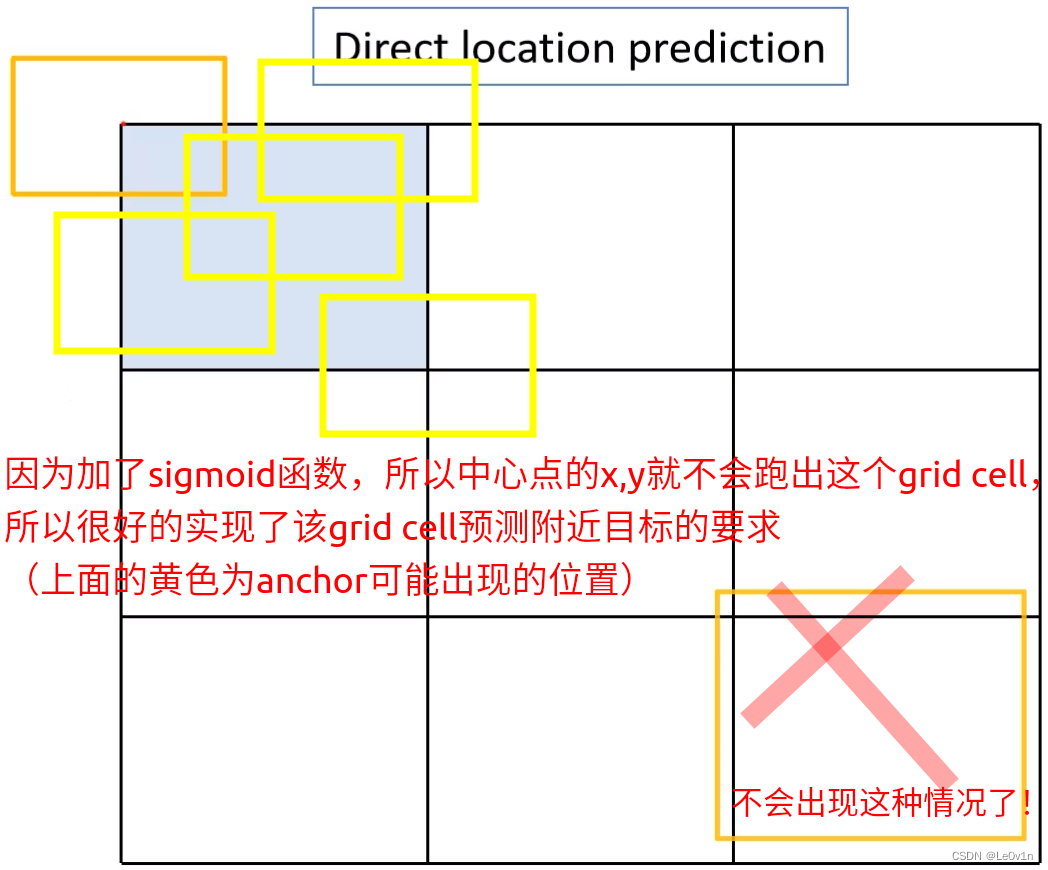 Direct location prediction
因为加了sigmoid函数，所以中心点的x,y就不会跑出这个grid cell，
所以很好的实现了该grid cell预测附近目标的要求
（上面的黄色为anchor可能出现的位置）
不会出现这种情况了！
CSDN @Le0v1n